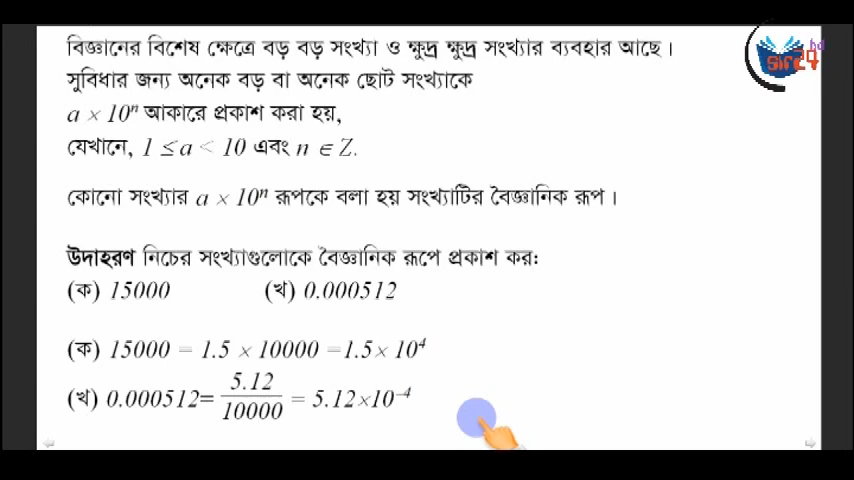 বিজ্ঞানের বিশেষ ক্ষেত্রে বড় বড় সংখ্যা ও ক্ষুদ্র ক্ষুদ্র সংখ্যার ব্যবহার আছে।
সুবিধার জন্য অনেক বড় বা অনেক ছোট সংখ্যাকে
a × 10ⁿ আকারে প্রকাশ করা হয়,
যেখানে, 1 ≤ a < 10 এবং n ∈ Z.
কোনো সংখ্যার a × 10ⁿ রূপকে বলা হয় সংখ্যাটির বৈজ্ঞানিক রূপ।
উদাহরণ নিচের সংখ্যাগুলোকে বৈজ্ঞানিক রূপে প্রকাশ কর:
(ক) 15000 (খ) 0.000512
(ক) 15000 = 1.5 × 10000 =1.5× 10⁴
(খ) 0.000512= 5.12/10000 = 5.12×10⁻⁴
sir24 bd